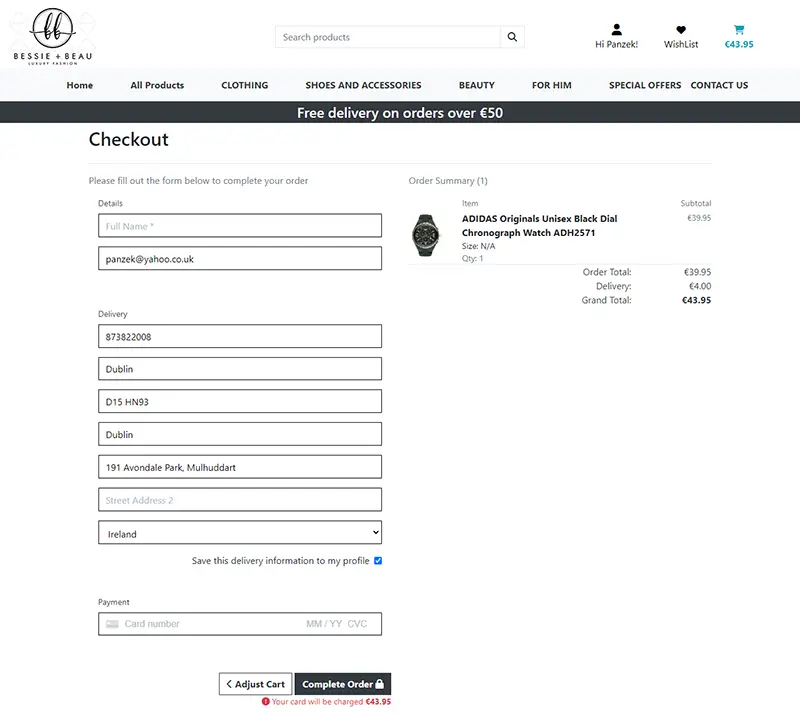 bb
BESSIE + BEAU
LUXURY FASHION
Search products
Hi Panzek!
WishList
€43.95
Home
All Products
CLOTHING
SHOES AND ACCESSORIES
BEAUTY
FOR HIM
SPECIAL OFFERS
CONTACT US
Free delivery on orders over €50
Checkout
Please fill out the form below to complete your order
Details
Full Name *
panzek@yahoo.co.uk
Delivery
873822008
Dublin
D15 HN93
Dublin
191 Avondale Park, Mulhuddart
Street Address 2
Ireland
Save this delivery information to my profile
Payment
Card number MM / YY CVC
Adjust Cart
Complete Order
Your card will be charged €43.95
Order Summary (1)
Item Subtotal
ADIDAS Originals Unisex Black Dial €39.95
Chronograph Watch ADH2571
Size: N/A
Qty: 1
Order Total: €39.95
Delivery: €4.00
Grand Total: €43.95